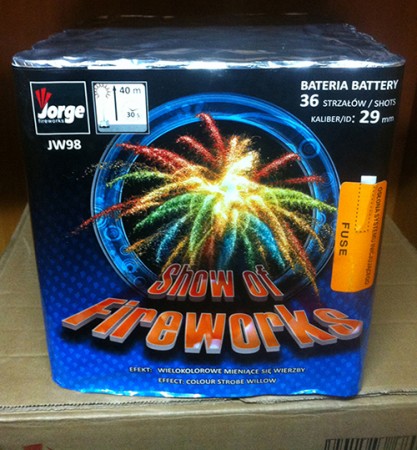 Jorge
fireworks
JW98
40 m
30 s
BATERIA BATTERY
36 STRZAŁÓW / SHOTS
KALIBER/ID: 29 mm
FUSE
Show of
Fireworks
EFEKT: WIELOKOLOROWE MIENIĄCE SIĘ WIERZBY
EFFECT: COLOUR STROBE WILLOW